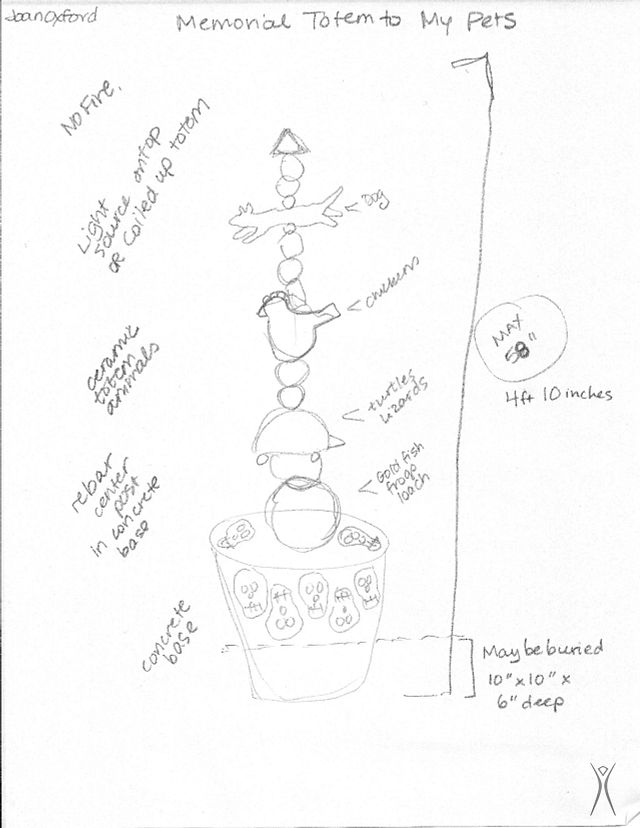 Joan Oxford
Memorial Totem to My Pets
No Fire.
Light
source on top
or coiled up totem
Dog
chickens
MAX
58"
4ft 10 inches
ceramic
totem
animals
turtles
Lizards
Gold fish
frogs
loach
rebar
center
post
in concrete
base
concrete
base
May be buried
10" x 10" x
6" deep